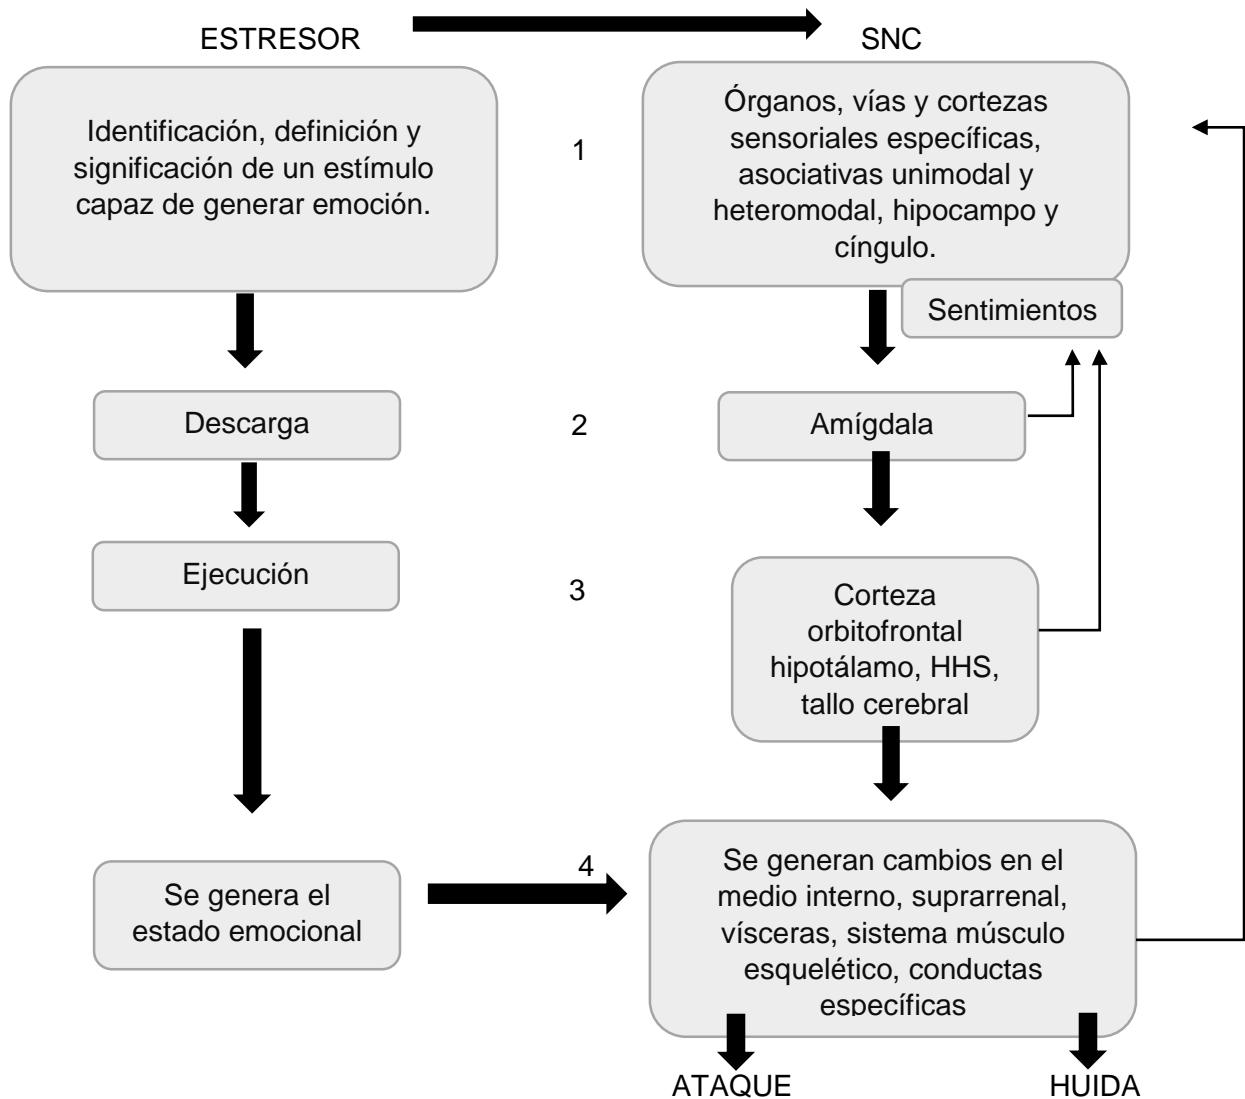 ESTRESOR
SNC
Identificación, definición y
significación de un estímulo
capaz de generar emoción.
1
Órganos, vías y cortezas
sensoriales específicas,
asociativas unimodal y
heteromodal, hipocampo y
cíngulo.
Sentimientos
Descarga
2
Amígdala
Ejecución
3
Corteza
orbitofrontal
hipotálamo, HHS,
tallo cerebral
Se genera el
estado emocional
4
Se generan cambios en el
medio interno, suprarrenal,
vísceras, sistema músculo
esquelético, conductas
específicas
ATAQUE
HUIDA